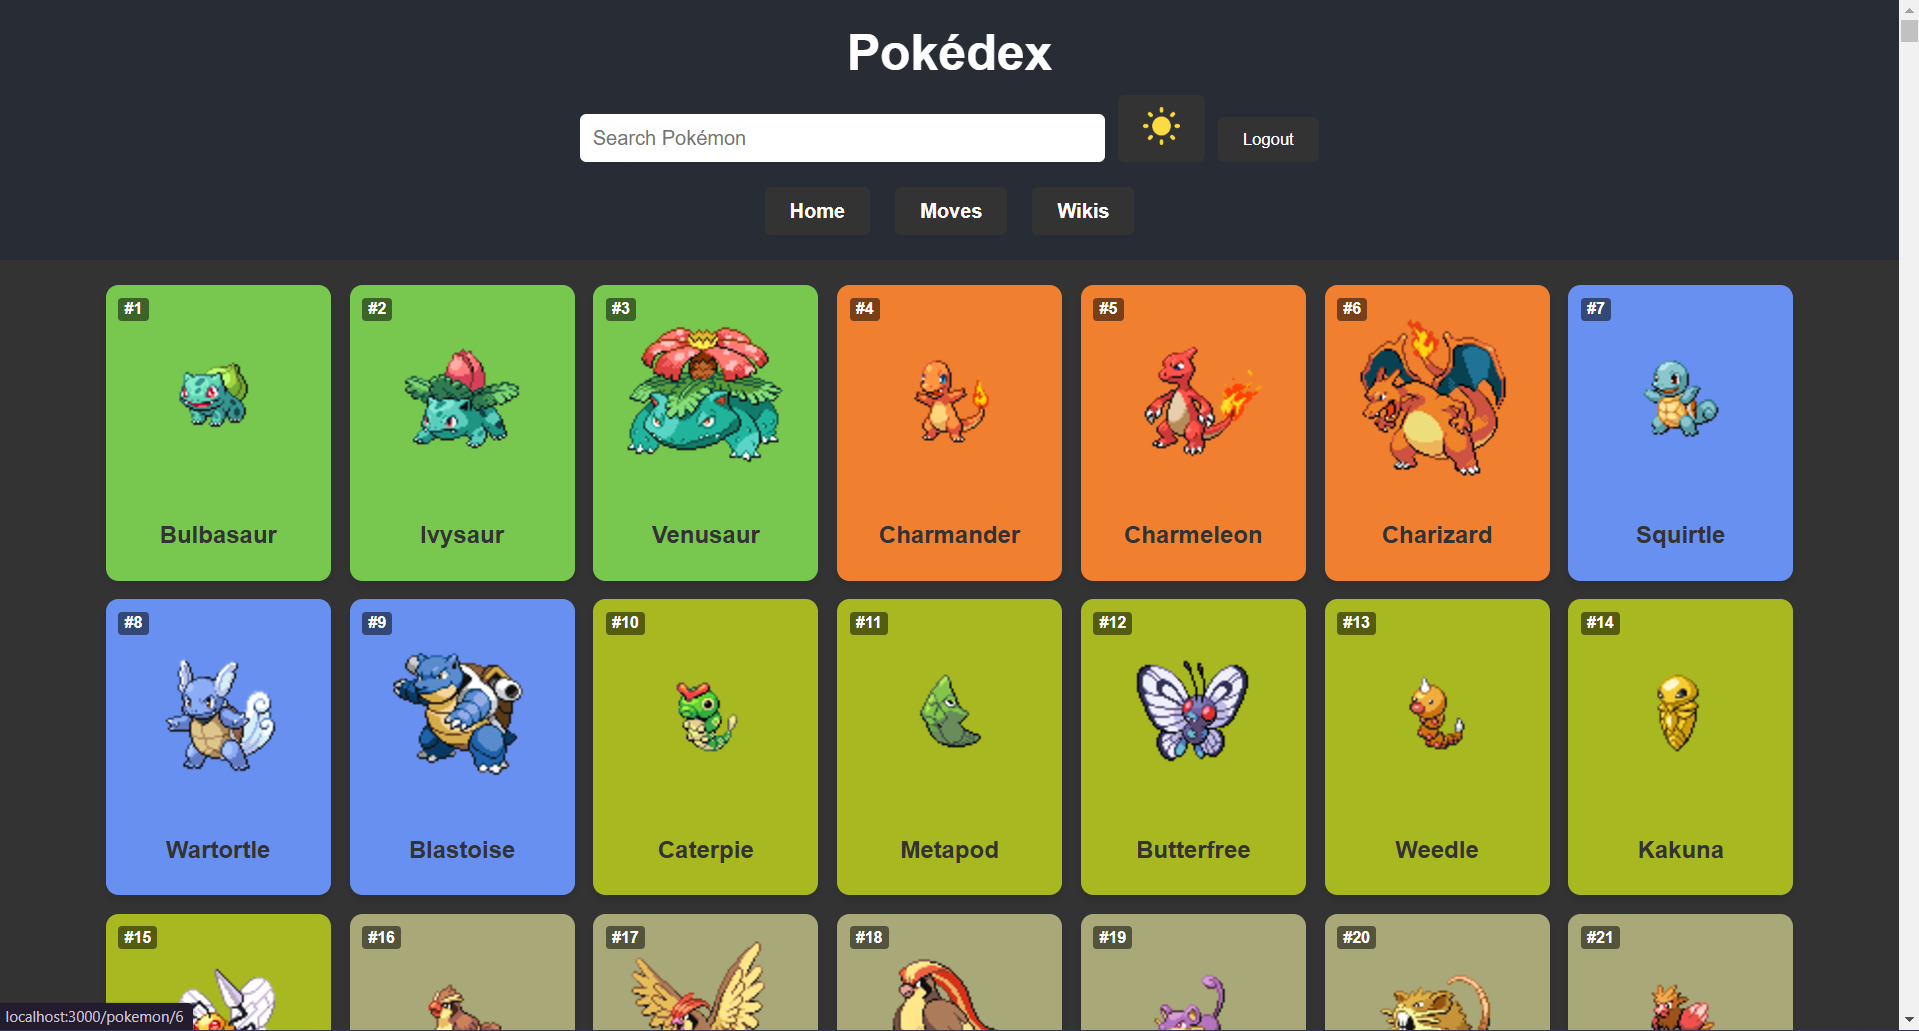 Pokédex
Search Pokémon
Logout
Home Moves Wikis
#1 #2 #3 #4 #5 #6 #7
Bulbasaur Ivysaur Venusaur Charmander Charmeleon Charizard Squirtle
#8 #9 #10 #11 #12 #13 #14
Wartortle Blastoise Caterpie Metapod Butterfree Weedle Kakuna
#15 #16 #17 #18 #19 #20 #21
localhost:3000/pokemon/6